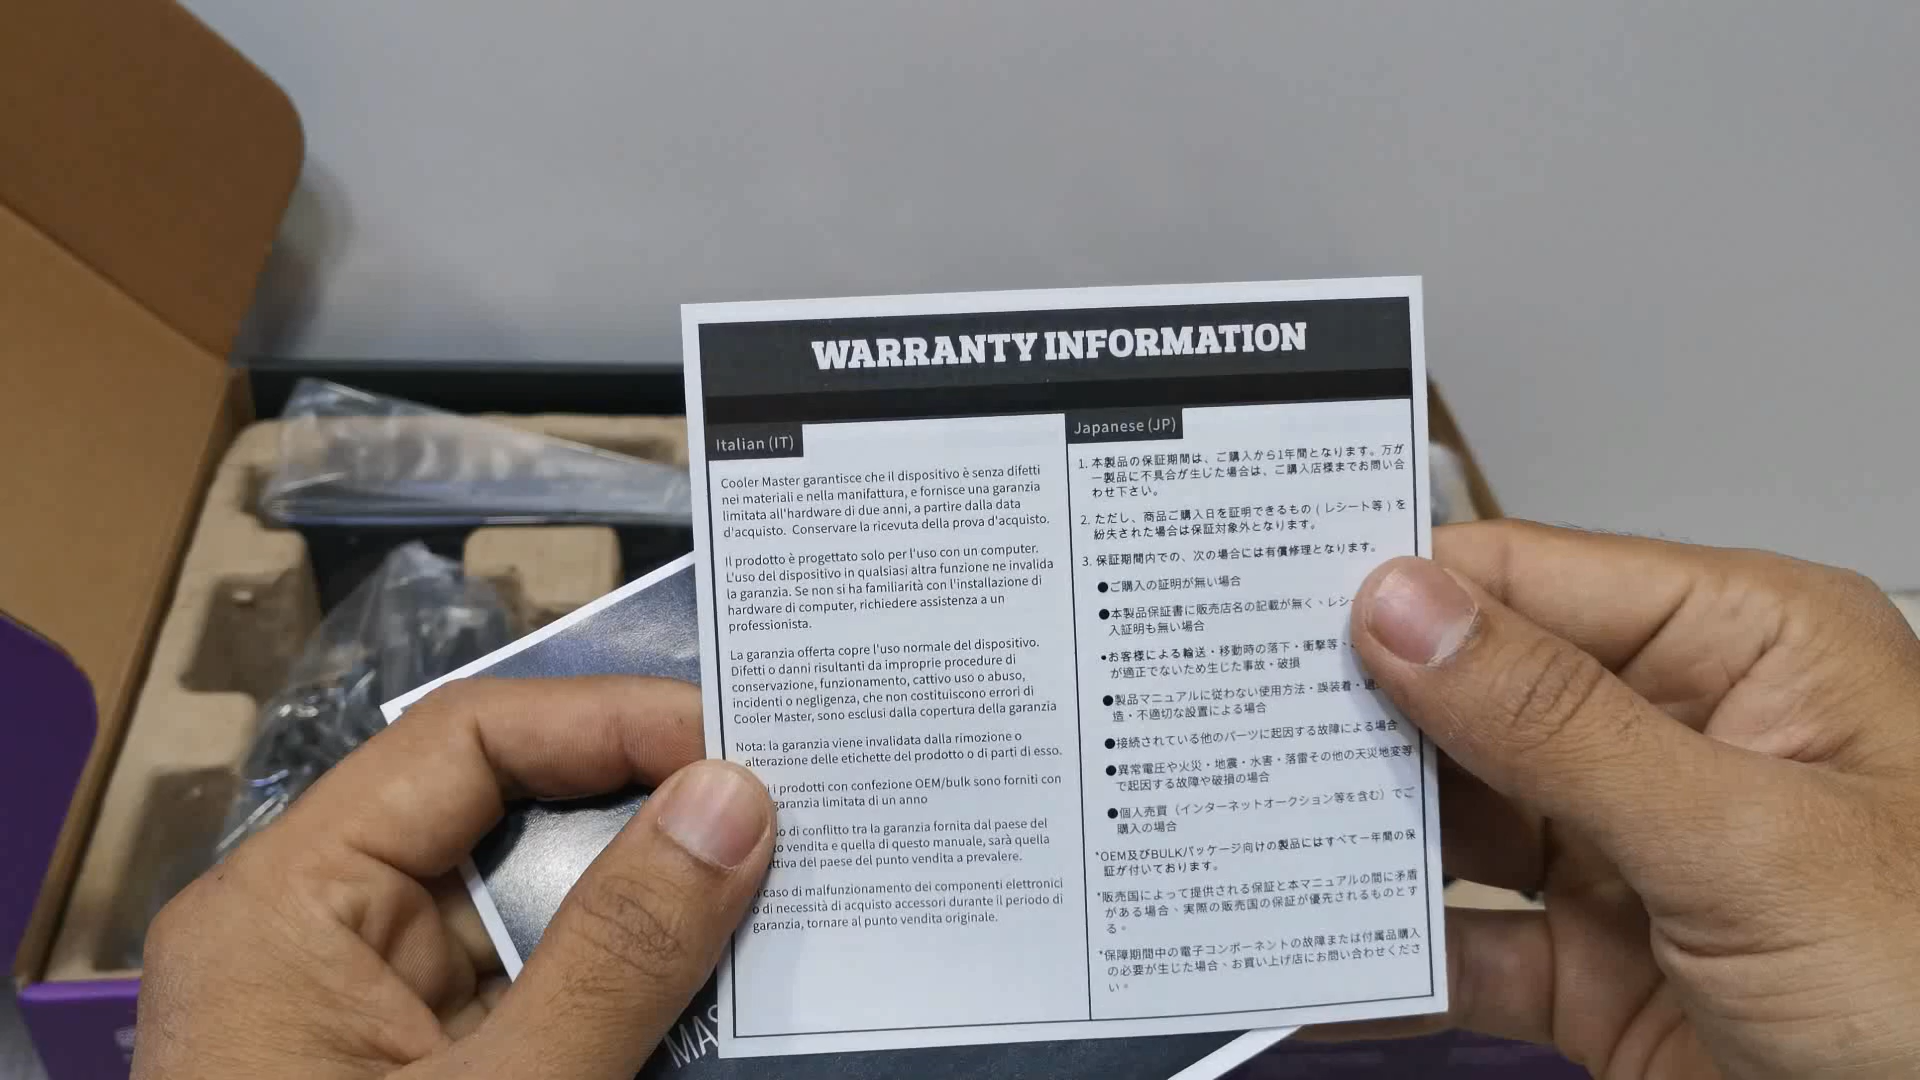 WARRANTY INFORMATION
Italian (IT)
Cooler Master garantisce che il dispositivo è senza difetti
nei materiali e nella manifattura, e fornisce una garanzia
limitata all'hardware di due anni, a partire dalla data
d'acquisto. Conservare la ricevuta della prova d'acquisto.
Il prodotto è progettato solo per l'uso con un computer.
L'uso del dispositivo in qualsiasi altra funzione ne invalida
la garanzia. Se non si ha familiarità con l'installazione di
hardware di computer, richiedere assistenza a un
professionista.
La garanzia offerta copre l'uso normale del dispositivo.
Difetti o danni risultanti da improprie procedure di
conservazione, funzionamento, cattivo uso o abuso,
incidenti o negligenza, che non costituiscono errori di
Cooler Master, sono esclusi dalla copertura della garanzia
Nota: la garanzia viene invalidata dalla rimozione o
alterazione delle etichette del prodotto o di parti di esso.
i prodotti con confezione OEM/bulk sono forniti con
garanzia limitata di un anno
di conflitto tra la garanzia fornita dal paese del
vendita e quella di questo manuale, sarà quella
del paese del punto vendita a prevalere.
caso di malfunzionamento dei componenti elettronici
o di necessità di acquisto accessori durante il periodo di
garanzia, tornare al punto vendita originale.
Japanese (JP)
1. 本製品の保証期間は、ご購入から1年間となります。万が
一製品に不具合が生じた場合は、ご購入店様までお問い合
わせ下さい。
2. ただし、商品ご購入日を証明できるもの（レシート等）を
紛失された場合は保証対象外となります。
3. 保証期間内での、次の場合には有償修理となります。
●ご購入の証明が無い場合
●本製品保証書に販売店名の記載が無く、レシ
入証明も無い場合
●お客様による輸送・移動時の落下・衝撃等、
が適正でないため生じた事故・破損
●製品マニュアルに従わない使用方法・誤装着・
造・不適切な設置による場合
●接続されている他のパーツに起因する故障による場合
●異常電圧や火災・地震・水害・落雷その他の天災地変等
で起因する故障や破損の場合
●個人売買（インターネットオークション等を含む）でご
購入の場合
*OEM及びBULKパッケージ向けの製品にはすべて一年間の保
証が付いております。
*販売国によって提供される保証と本マニュアルの間に矛盾
がある場合、実際の販売国の保証が優先されるものとす
る。
*保障期間中の電子コンポーネントの故障または付属品購入
の必要が生じた場合、お買い上げ店にお問い合わせくださ
い。